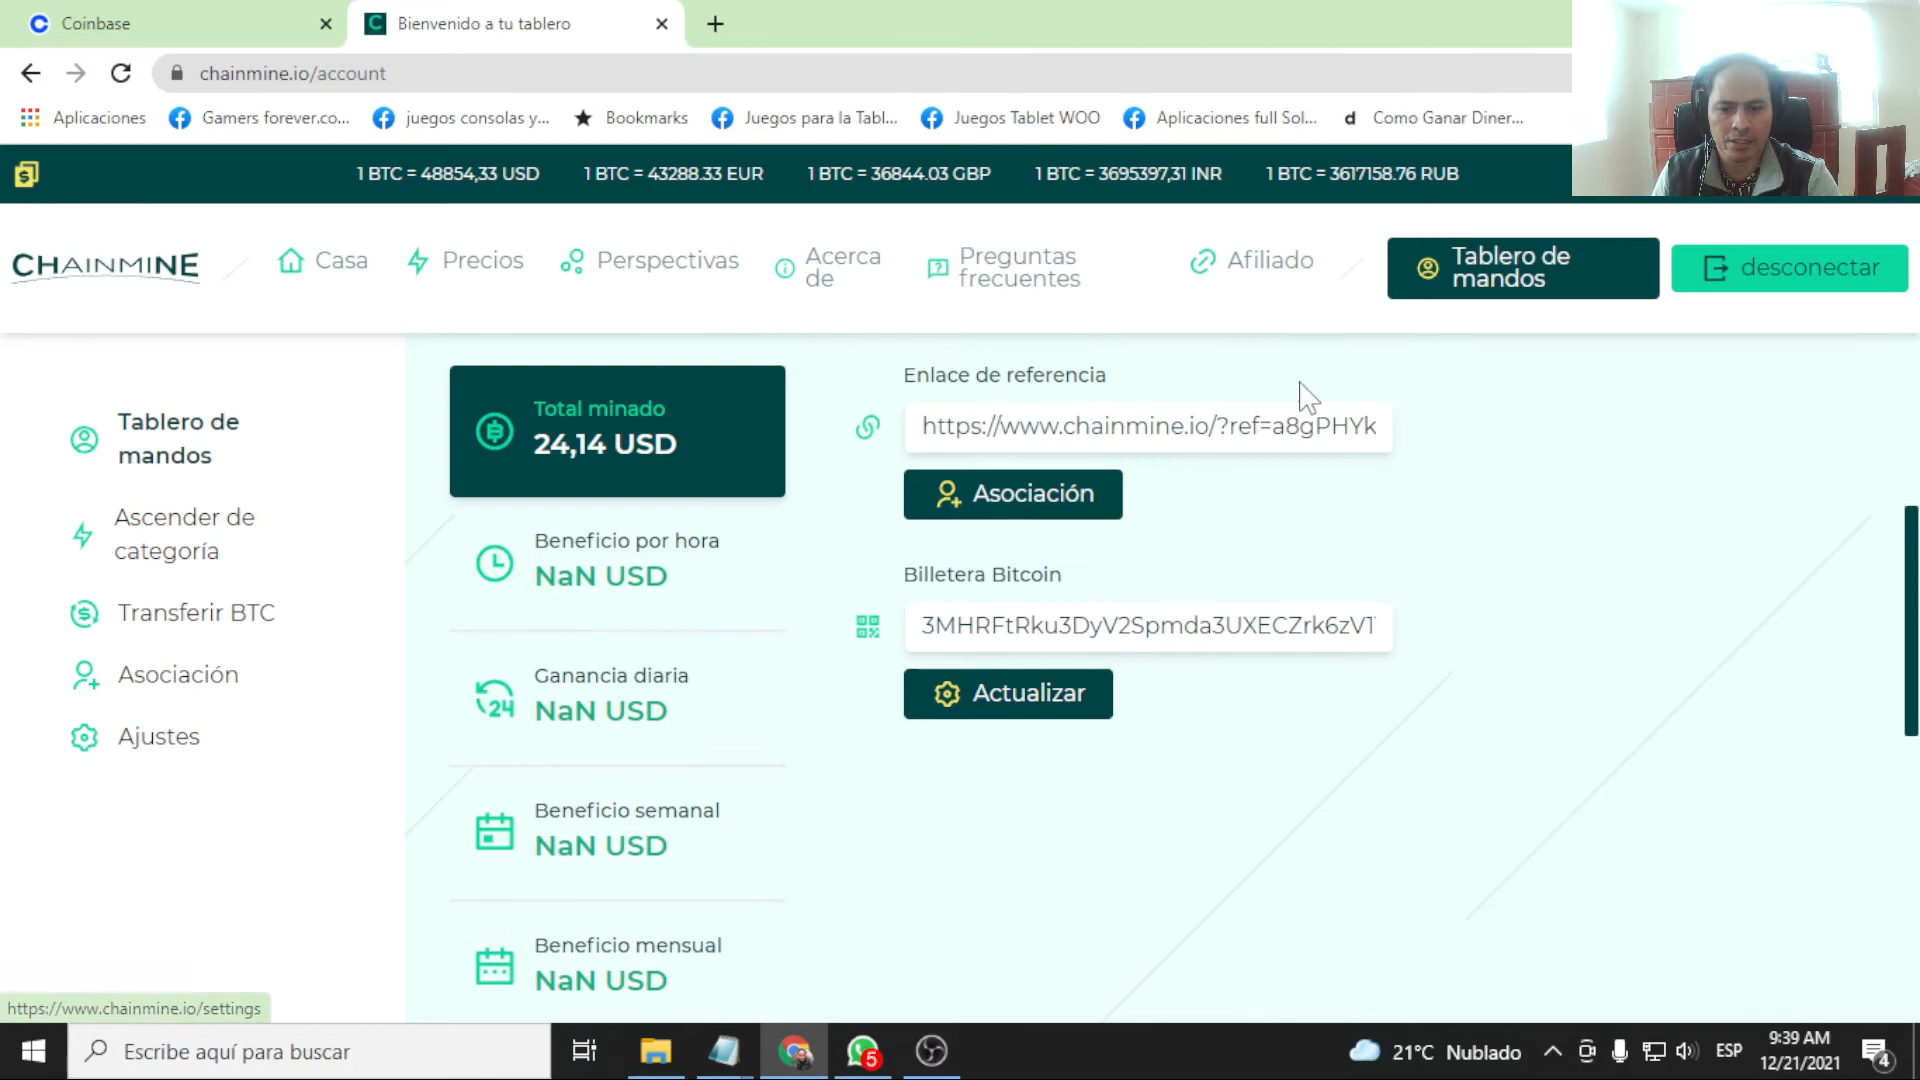 Coinbase
Bienvenido a tu tablero
chainmine.io/account
Aplicaciones
Gamers forever.co...
juegos consolas y...
Bookmarks
Juegos para la Tabl...
Juegos Tablet WOO
Aplicaciones full Sol...
Como Ganar Diner...
1 BTC = 48854,33 USD
1 BTC = 43288.33 EUR
1 BTC = 36844.03 GBP
1 BTC = 3695397,31 INR
1 BTC = 3617158.76 RUB
CHAINMINE
Casa
Precios
Perspectivas
Acerca
de
Preguntas
frecuentes
Afiliado
Tablero de
mandos
desconectar
Tablero de
mandos
Ascender de
categoría
Transferir BTC
Asociación
Ajustes
Total minado
24,14 USD
Beneficio por hora
NaN USD
Ganancia diaria
24
NaN USD
Beneficio semanal
NaN USD
Beneficio mensual
NaN USD
Enlace de referencia
https://www.chainmine.io/?ref=a8gPHYk
Asociación
Billetera Bitcoin
3MHRFtRku3DyV2Spmda3UXECZrk6zV1
Actualizar
https://www.chainmine.io/settings
Escribe aquí para buscar
5
21°C Nublado
ESP
9:39 AM
12/21/2021
4